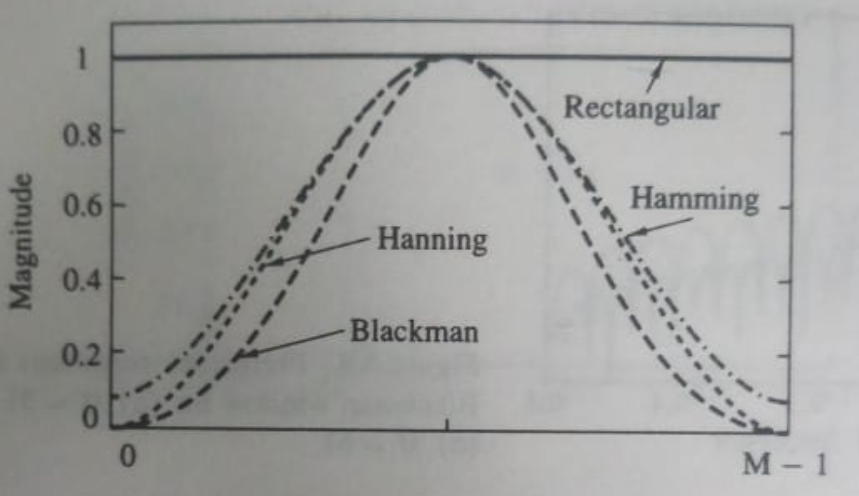 1
Rectangular
0.8
Magnitude
0.6
Hamming
Hanning
0.4
Blackman
0.2
0
0
M − 1